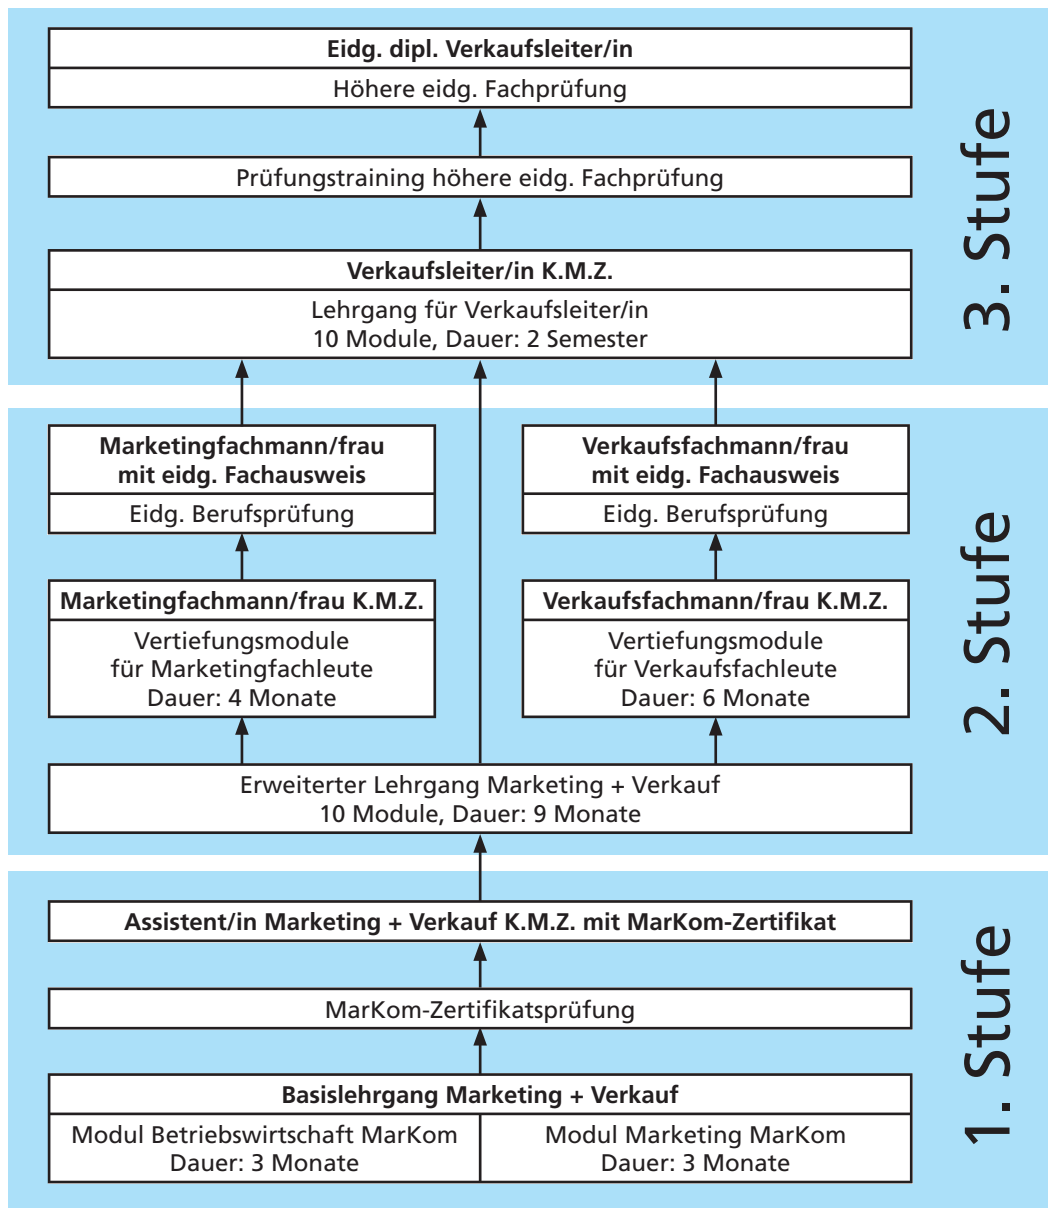 Eidg. dipl. Verkaufsleiter/in
Höhere eidg. Fachprüfung
Prüfungstraining höhere eidg. Fachprüfung
Verkaufsleiter/in K.M.Z.
Lehrgang für Verkaufsleiter/in
10 Module, Dauer: 2 Semester
3. Stufe
Marketingfachmann/frau
mit eidg. Fachausweis
Eidg. Berufsprüfung
Verkaufsfachmann/frau
mit eidg. Fachausweis
Eidg. Berufsprüfung
Marketingfachmann/frau K.M.Z.
Vertiefungsmodule
für Marketingfachleute
Dauer: 4 Monate
Verkaufsfachmann/frau K.M.Z.
Vertiefungsmodule
für Verkaufsfachleute
Dauer: 6 Monate
Erweiterter Lehrgang Marketing + Verkauf
10 Module, Dauer: 9 Monate
2. Stufe
Assistent/in Marketing + Verkauf K.M.Z. mit MarKom-Zertifikat
MarKom-Zertifikatsprüfung
Basislehrgang Marketing + Verkauf
Modul Betriebswirtschaft MarKom
Dauer: 3 Monate
Modul Marketing MarKom
Dauer: 3 Monate
1. Stufe